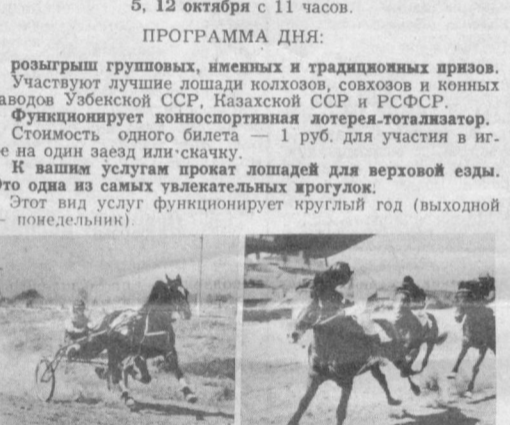 5, 12 октября с 11 часов.
ПРОГРАММА ДНЯ:
розыгрыш групповых, именных и традиционных призов.
Участвуют лучшие лошади колхозов, совхозов и конных
аводов Узбекской ССР, Казахской ССР и РСФСР.
Функционирует конноспортивная лотерея-тотализатор.
Стоимость одного билета — 1 руб. для участия в иг-
е на один заезд или скачку.
К вашим услугам прокат лошадей для верховой езды.
Это одна из самых увлекательных прогулок.
Этот вид услуг функционирует круглый год (выходной
— понедельник).